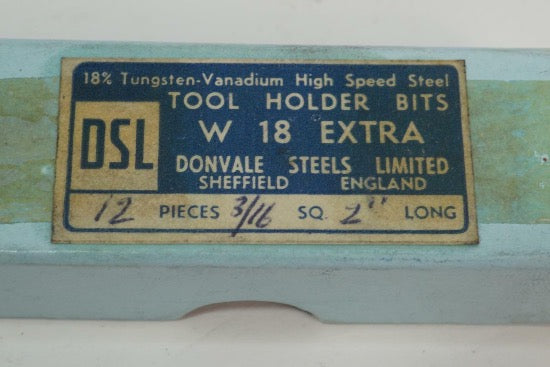 18% Tungsten-Vanadium High Speed Steel
TOOL HOLDER BITS
DSL
W 18 EXTRA
DONVALE STEELS LIMITED
SHEFFIELD ENGLAND
12 PIECES 3/16 SQ. 2" LONG